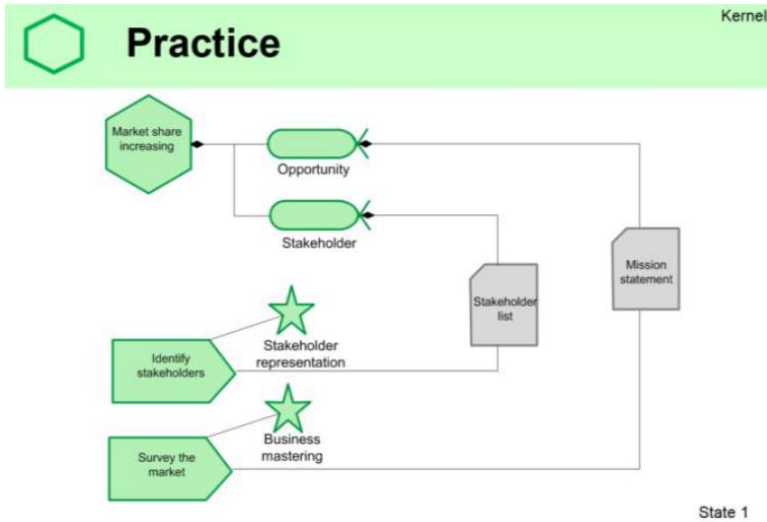 Kernel
Practice
Market share
increasing
Opportunity
Stakeholder
Mission
statement
Stakeholder
list
Stakeholder
representation
Identify
stakeholders
Business
mastering
Survey the
market
State 1